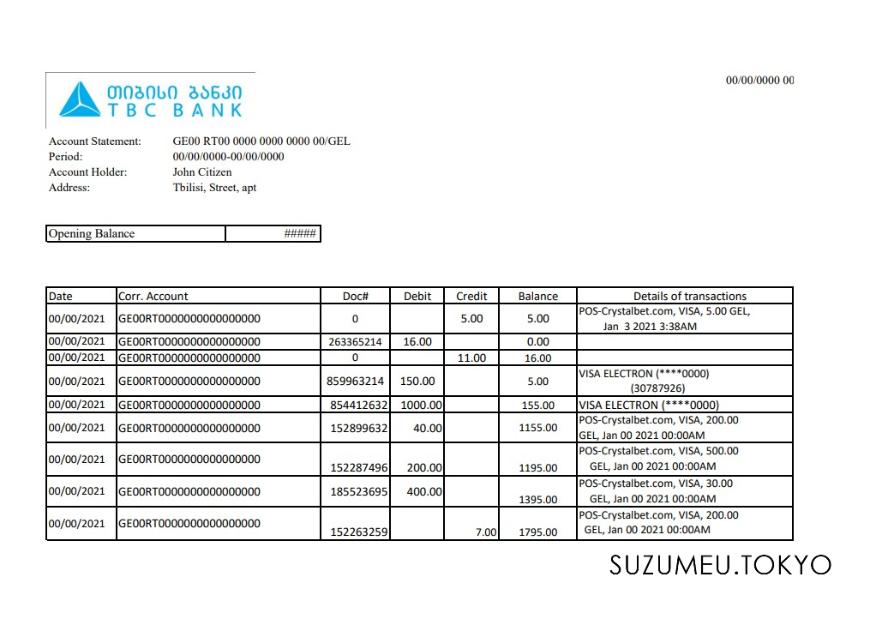 00/00/0000 00
თიბისი ბანკი
TBC BANK
Account Statement: GE00 RT00 0000 0000 0000 00/GEL
Period: 00/00/0000-00/00/0000
Account Holder: John Citizen
Address: Tbilisi, Street, apt
Opening Balance #####
Date Corr. Account Doc# Debit Credit Balance Details of transactions
00/00/2021 GE00RT0000000000000000 0 5.00 5.00 POS-Crystalbet.com, VISA, 5.00 GEL,
Jan 3 2021 3:38AM
00/00/2021 GE00RT0000000000000000 263365214 16.00 0.00
00/00/2021 GE00RT0000000000000000 0 11.00 16.00
00/00/2021 GE00RT0000000000000000 859963214 150.00 5.00 VISA ELECTRON (****0000)
(30787926)
00/00/2021 GE00RT0000000000000000 854412632 1000.00 155.00 VISA ELECTRON (****0000)
00/00/2021 GE00RT0000000000000000 152899632 40.00 1155.00 POS-Crystalbet.com, VISA, 200.00
GEL, Jan 00 2021 00:00AM
00/00/2021 GE00RT0000000000000000 152287496 200.00 1195.00 POS-Crystalbet.com, VISA, 500.00
GEL, Jan 00 2021 00:00AM
00/00/2021 GE00RT0000000000000000 185523695 400.00 1395.00 POS-Crystalbet.com, VISA, 30.00
GEL, Jan 00 2021 00:00AM
00/00/2021 GE00RT0000000000000000 152263259 7.00 1795.00 POS-Crystalbet.com, VISA, 200.00
GEL, Jan 00 2021 00:00AM
SUZUMEU.TOKYO